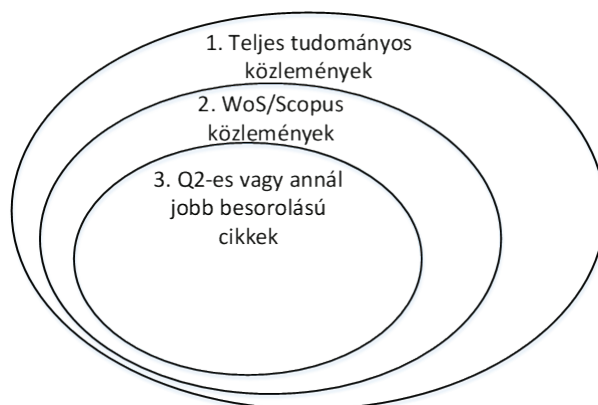 1. Teljes tudományos
közlemények
2. WoS/Scopus
közlemények
3. Q2-es vagy annál
jobb besorolású
cikkek